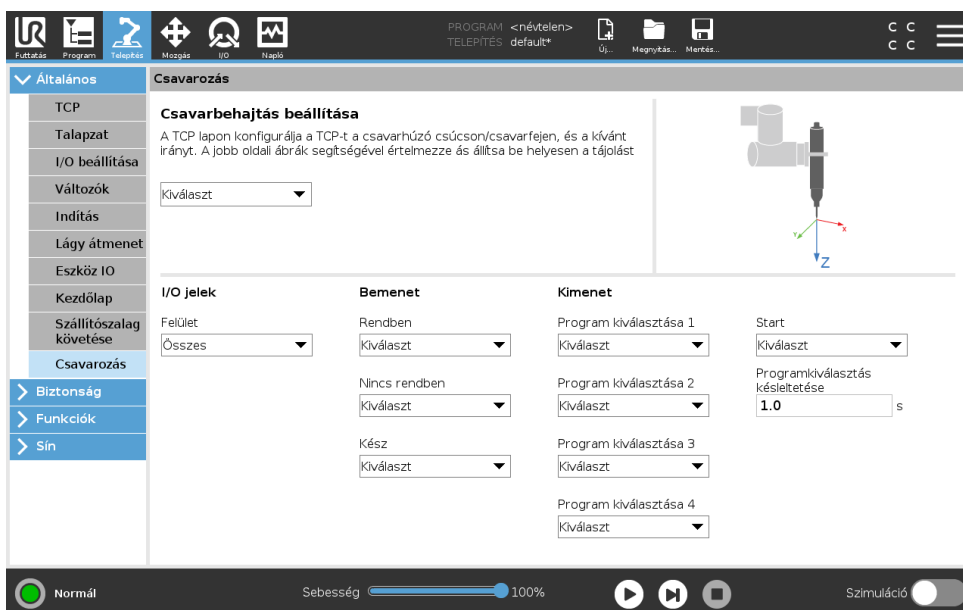 UR
Futtatás
Program
Telepítés
Mozgás
I/O
Napló
PROGRAM <névtelen>
TELEPÍTÉS default*
Új...
Megnyitás...
Mentés...
C C
C C
Általános
TCP
Talapzat
I/O beállítása
Változók
Indítás
Lágy átmenet
Eszköz IO
Kezdőlap
Szállítószalag
követése
Csavarozás
Biztonság
Funkciók
Sín
Csavarozás
Csavarbehajtás beállítása
A TCP lapon konfigurálja a TCP-t a csavarhúzó csúcson/csavarfejen, és a kívánt
irányt. A jobb oldali ábrák segítségével értelmezze ás állítsa be helyesen a tájolást
Kiválaszt
X
Y
Z
I/O jelek
Felület
Összes
Bemenet
Rendben
Kiválaszt
Nincs rendben
Kiválaszt
Kész
Kiválaszt
Kimenet
Program kiválasztása 1
Kiválaszt
Program kiválasztása 2
Kiválaszt
Program kiválasztása 3
Kiválaszt
Program kiválasztása 4
Kiválaszt
Start
Kiválaszt
Programkiválasztás
késleltetése
1.0 s
Normál
Sebesség 100%
Szimuláció